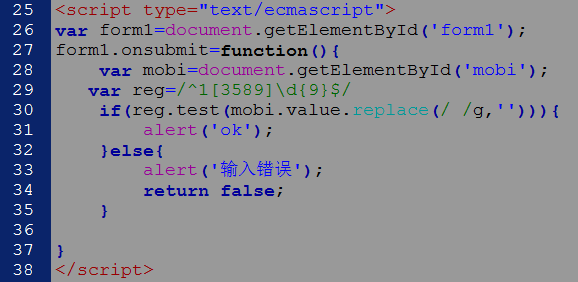 25 <script type="text/ecmascript">
26 var form1=document.getElementById('form1');
27 form1.onsubmit=function(){
28     var mobi=document.getElementById('mobi');
29    var reg=/^1[3589]\d{9}$/
30     if(reg.test(mobi.value.replace(/ /g,''))){
31         alert('ok');
32     }else{
33         alert('输入错误');
34         return false;
35     }
36
37 }
38 </script>